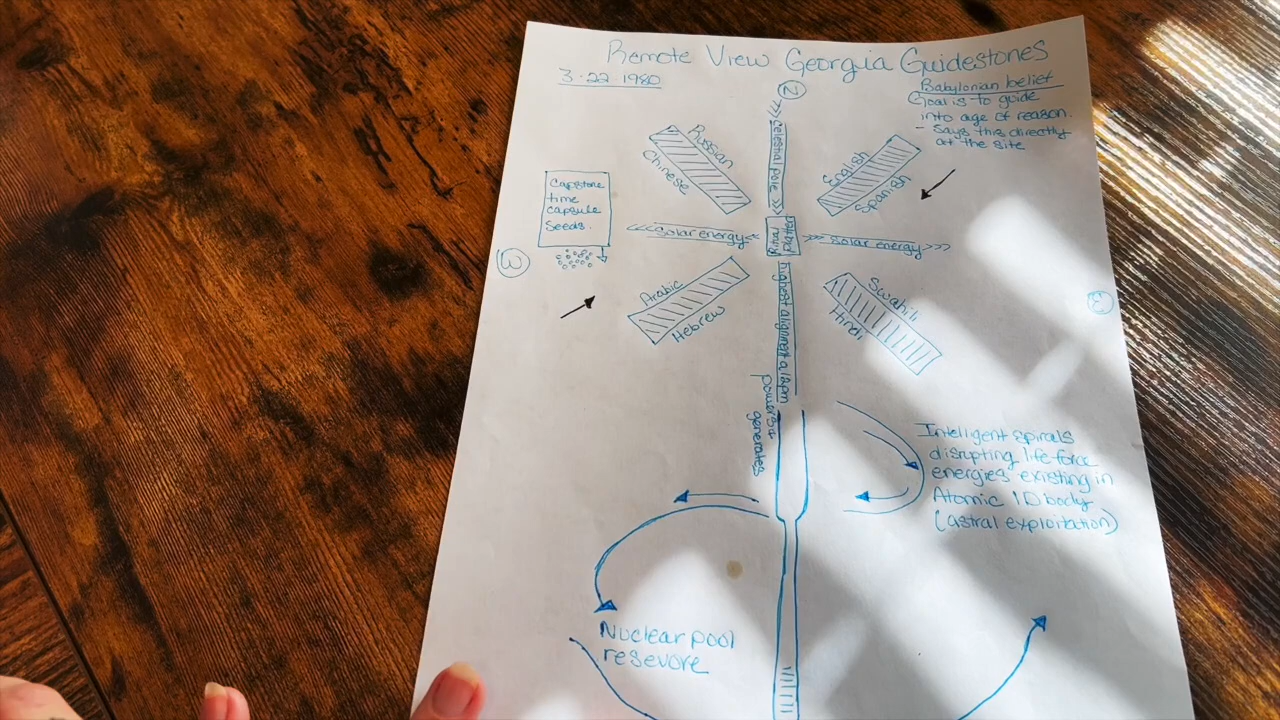 Remote View Georgia Guidestones
3.22.1980
Babylonian belief
Goal is to guide
into age of reason.
- Says this directly
at the site
N
celestial pole
Russian
Chinese
English
Spanish
Capstone
time
capsule
seeds.
<<< solar energy <<
>>> solar energy >>>
highest alignment
Arabic
Hebrew
Swahili
Hindi
powers +
generates
Intelligent spirals
disrupting life force
energies existing in
Atomic 1D body
(astral exploitation)
Nuclear pool
resevore